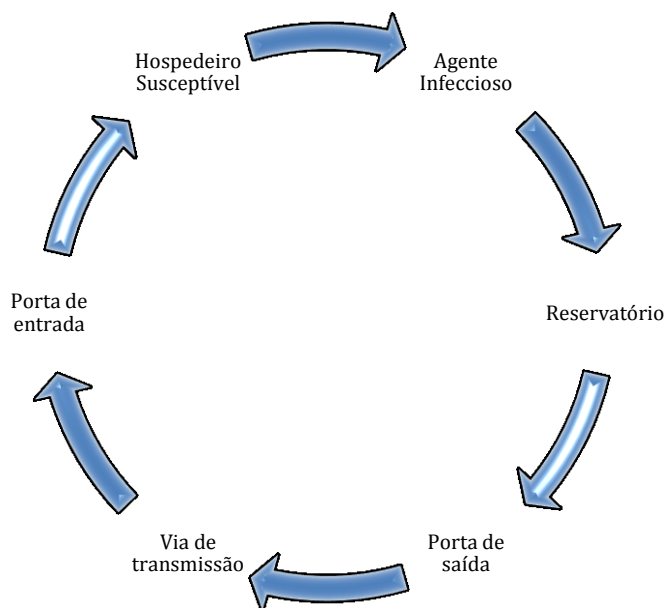 Hospedeiro
Susceptível
Agente
Infeccioso
Reservatório
Porta de
saída
Via de
transmissão
Porta de
entrada